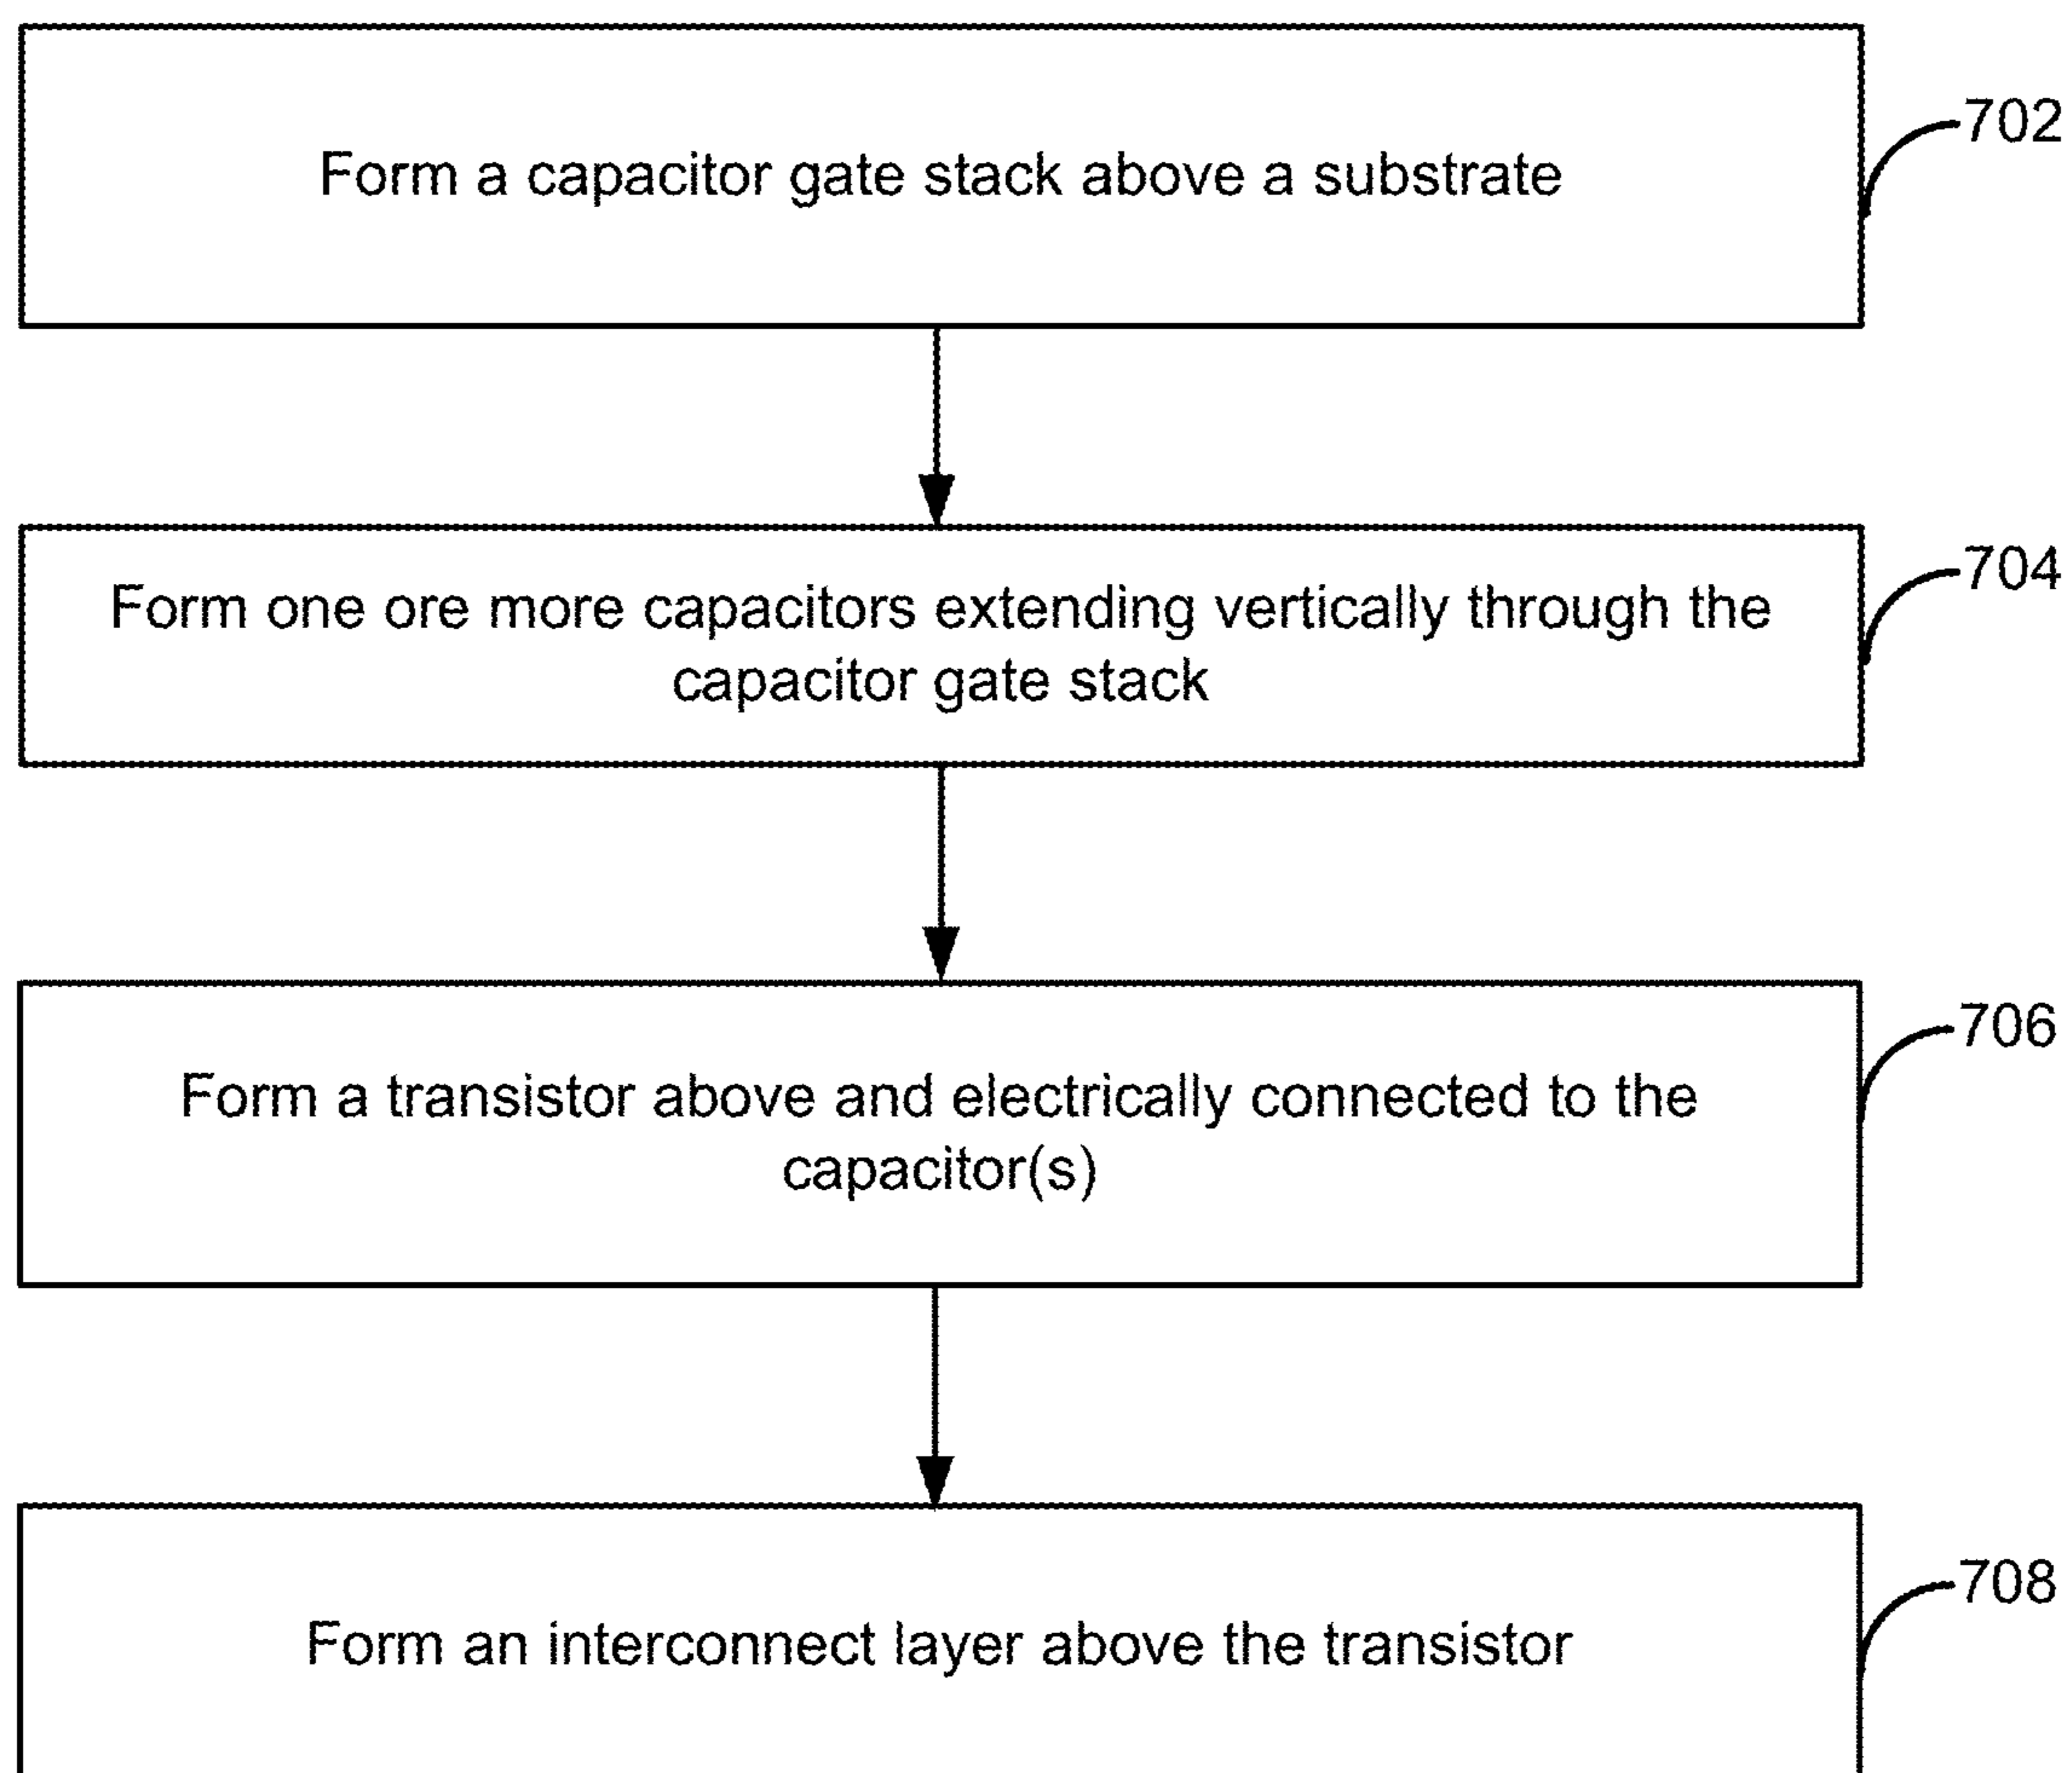 Form a capacitor gate stack above a substrate
702
Form one ore more capacitors extending vertically through the
capacitor gate stack
704
Form a transistor above and electrically connected to the
capacitor(s)
706
Form an interconnect layer above the transistor
708